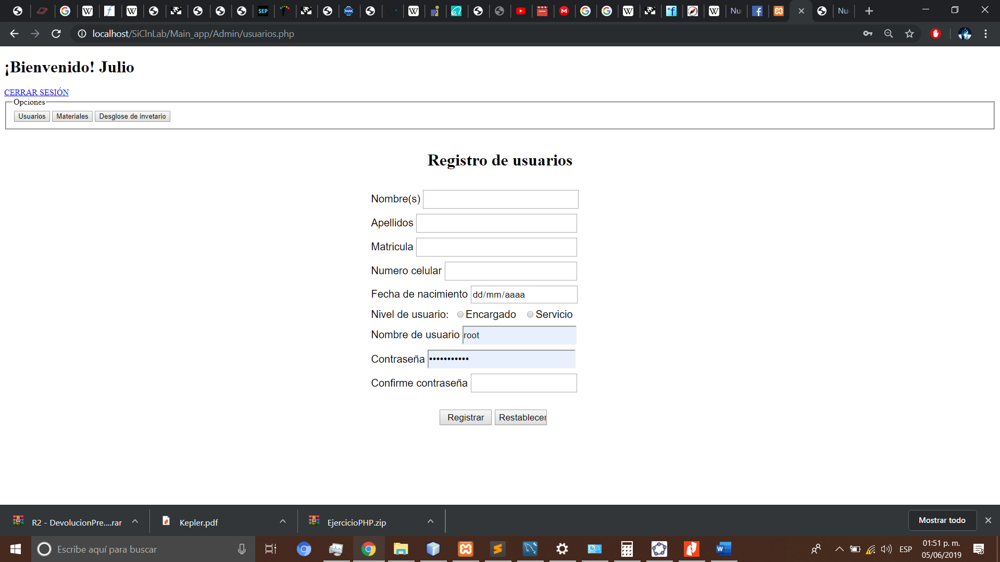 SEP
Nu
Nu
localhost/SiClnLab/Main_app/Admin/usuarios.php
¡Bienvenido! Julio
CERRAR SESIÓN
Opciones
Usuarios Materiales Desglose de invetario
Registro de usuarios
Nombre(s)
Apellidos
Matricula
Numero celular
Fecha de nacimiento dd/mm/aaaa
Nivel de usuario: Encargado Servicio
Nombre de usuario root
Contraseña •••••••••••
Confirme contraseña
Registrar Restablecer
R2 - DevolucionPre....rar Kepler.pdf EjercicioPHP.zip Mostrar todo
Escribe aquí para buscar
ESP
01:51 p. m.
05/06/2019